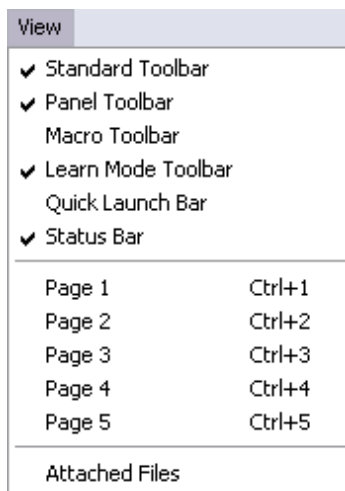 View
Standard Toolbar
Panel Toolbar
Macro Toolbar
Learn Mode Toolbar
Quick Launch Bar
Status Bar
Page 1 Ctrl+1
Page 2 Ctrl+2
Page 3 Ctrl+3
Page 4 Ctrl+4
Page 5 Ctrl+5
Attached Files